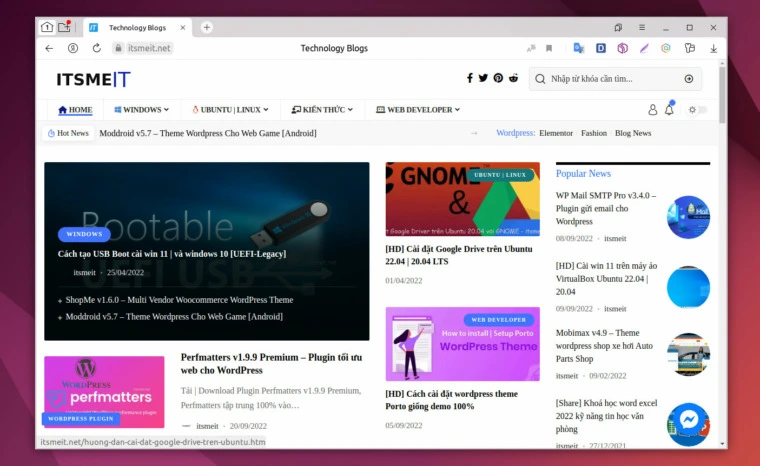 Technology Blogs
itsmeit.net
Technology Blogs
ITSMEIT
Nhập từ khóa cần tìm...
HOME
WINDOWS
UBUNTU | LINUX
KIẾN THỨC
WEB DEVELOPER
Hot News
Moddroid v5.7 – Theme Wordpress Cho Web Game [Android]
Wordpress: Elementor Fashion Blog News
Bootable
UEFI USB
WINDOWS
Cách tạo USB Boot cài win 11 | và windows 10 [UEFI-Legacy]
itsmeit - 25/04/2022
+ ShopMe v1.6.0 – Multi Vendor Woocommerce WordPress Theme
+ Moddroid v5.7 – Theme Wordpress Cho Web Game [Android]
WORDPRESS
perfmatters
WORDPRESS PLUGIN
Perfmatters v1.9.9 Premium – Plugin tối ưu
web cho WordPress
Tải | Download Plugin Perfmatters v1.9.9 Premium,
Perfmatters tập trung 100% vào…
— itsmeit - 20/09/2022
GNOME
&
UBUNTU | LINUX
[HD] Cài đặt Google Drive trên Ubuntu
22.04 | 20.04 LTS
01/04/2022
WEB DEVELOPER
How to install | Setup Porto
WordPress Theme
[HD] Cách cài đặt wordpress theme
Porto giống demo 100%
05/09/2022
Popular News
WP Mail SMTP Pro v3.4.0 –
Plugin gửi email cho
Wordpress
08/09/2022 - itsmeit
[HD] Cài win 11 trên máy ảo
VirtualBox Ubuntu 22.04 |
20.04
09/09/2022 - itsmeit
Mobimax v4.9 – Theme
wordpress shop xe hơi Auto
Parts Shop
itsmeit - 09/02/2022
[Share] Khoá học word excel
2022 kỹ năng tin học văn
phòng
itsmeit - 27/12/2021
itsmeit.net/huong-dan-cai-dat-google-drive-tren-ubuntu.htm